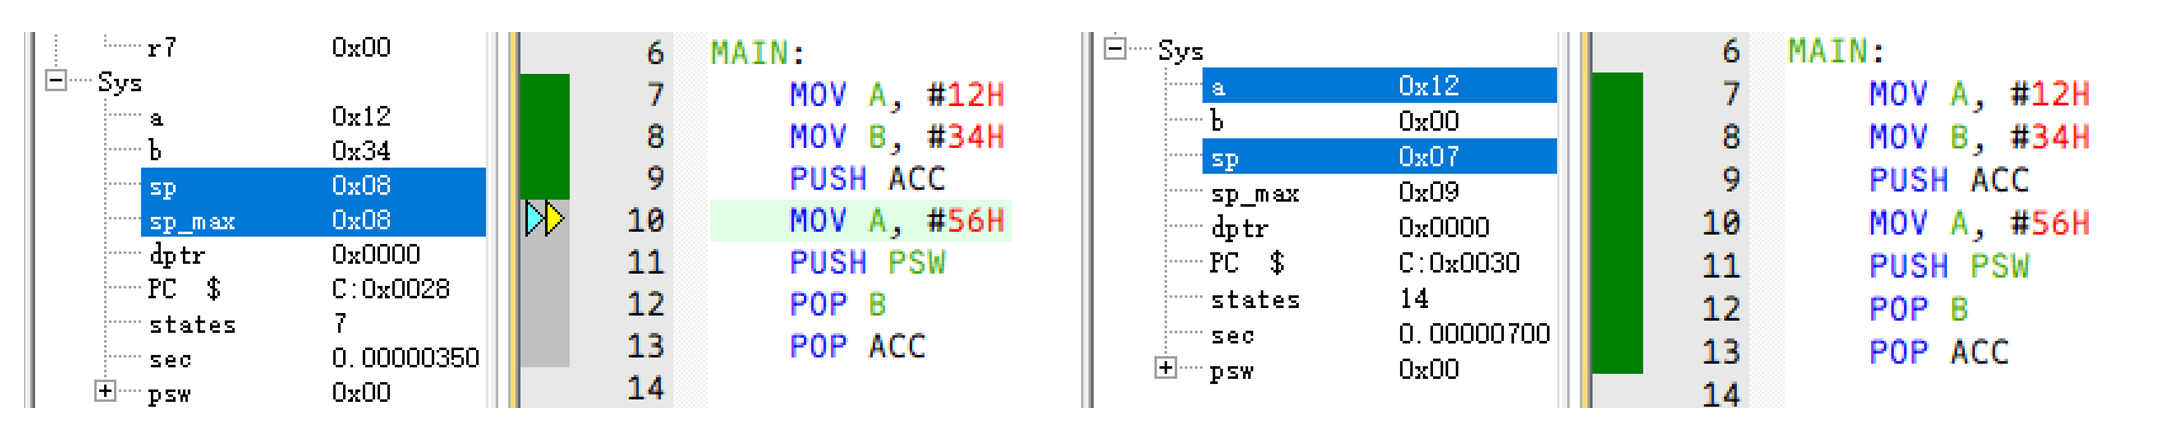 r7 0x00
Sys
a 0x12
b 0x34
sp 0x08
sp_max 0x08
dptr 0x0000
PC $ C:0x0028
states 7
sec 0.00000350
psw 0x00
6 MAIN:
7 MOV A, #12H
8 MOV B, #34H
9 PUSH ACC
10 MOV A, #56H
11 PUSH PSW
12 POP B
13 POP ACC
14
Sys
a 0x12
b 0x00
sp 0x07
sp_max 0x09
dptr 0x0000
PC $ C:0x0030
states 14
sec 0.00000700
psw 0x00
6 MAIN:
7 MOV A, #12H
8 MOV B, #34H
9 PUSH ACC
10 MOV A, #56H
11 PUSH PSW
12 POP B
13 POP ACC
14